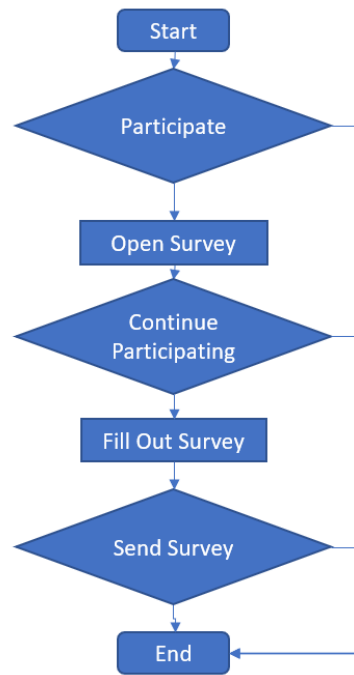 Start
Participate
Open Survey
Continue
Participating
Fill Out Survey
Send Survey
End